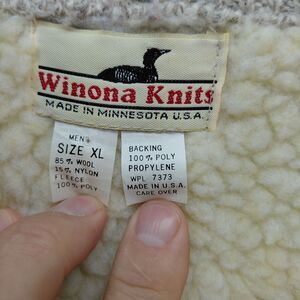 Winona Knits
MADE IN MINNESOTA U.S.A.
MENS
SIZE XL
85% WOOL
15% NYLON
FLEECE
100% POLY
BACKING
100% POLY
PROPYLENE
WPL 7373
MADE IN U.S.A.
CARE OVER